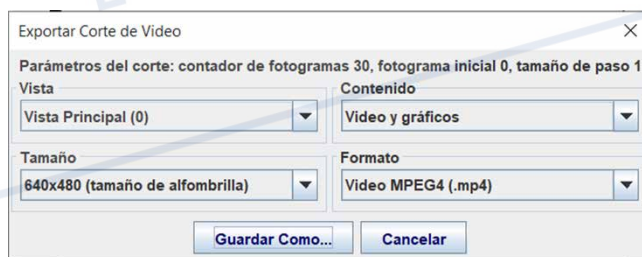 Exportar Corte de Video
Parámetros del corte: contador de fotogramas 30, fotograma inicial 0, tamaño de paso 1
Vista
Contenido
Vista Principal (0)
Video y gráficos
Tamaño
Formato
640x480 (tamaño de alfombrilla)
Video MPEG4 (.mp4)
Guardar Como...
Cancelar